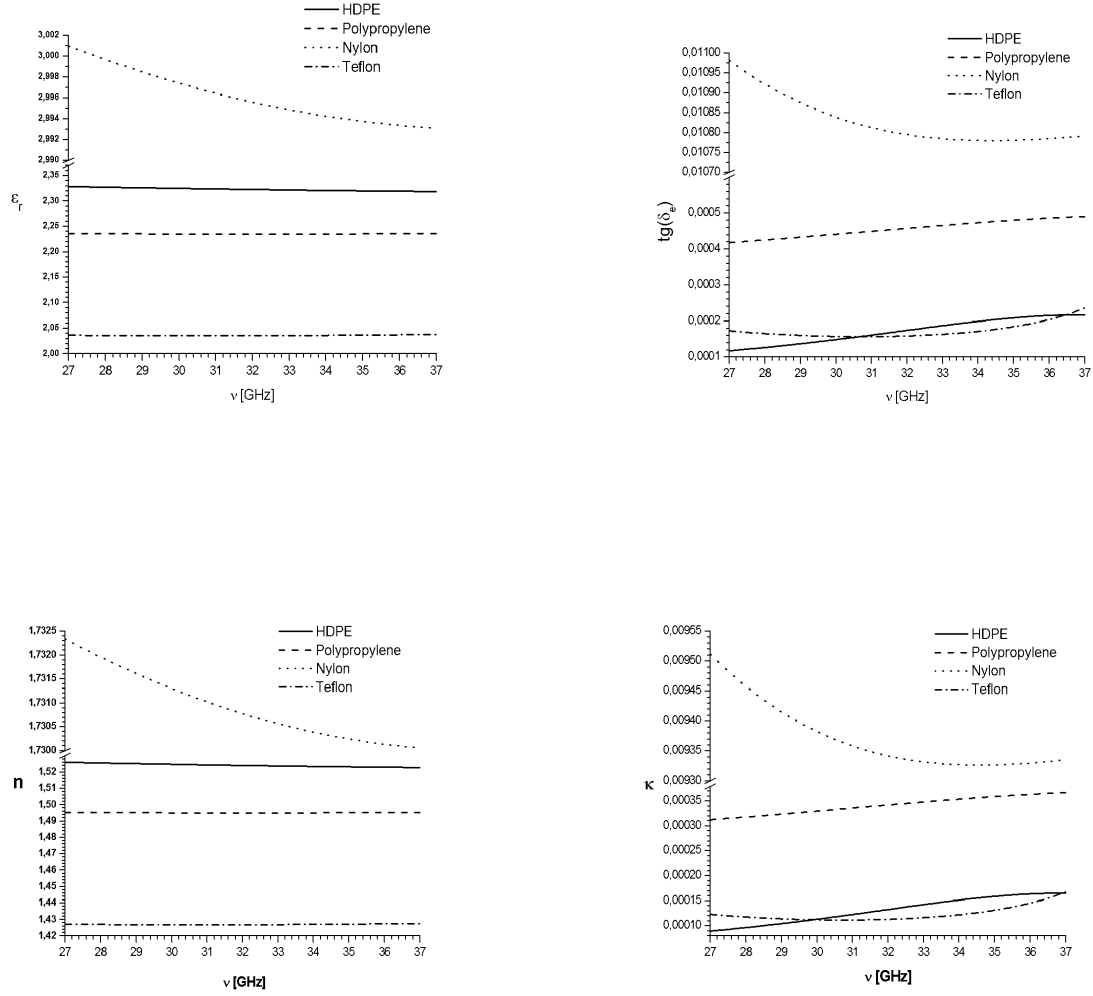 HDPE
Polypropylene
Nylon
Teflon
3,002
3,000
2,998
2,996
2,994
2,992
2,990
2,35
2,30
2,25
2,20
2,15
2,10
2,05
2,00
εr
27 28 29 30 31 32 33 34 35 36 37
ν [GHz]
HDPE
Polypropylene
Nylon
Teflon
0,01100
0,01095
0,01090
0,01085
0,01080
0,01075
0,01070
0,0005
0,0004
0,0003
0,0002
0,0001
tg(δe)
27 28 29 30 31 32 33 34 35 36 37
ν [GHz]
HDPE
Polypropylene
Nylon
Teflon
1,7325
1,7320
1,7315
1,7310
1,7305
1,7300
1,52
1,51
1,50
1,49
1,48
1,47
1,46
1,45
1,44
1,43
1,42
n
27 28 29 30 31 32 33 34 35 36 37
ν [GHz]
HDPE
Polypropylene
Nylon
Teflon
0,00955
0,00950
0,00945
0,00940
0,00935
0,00930
0,00035
0,00030
0,00025
0,00020
0,00015
0,00010
κ
27 28 29 30 31 32 33 34 35 36 37
ν [GHz]